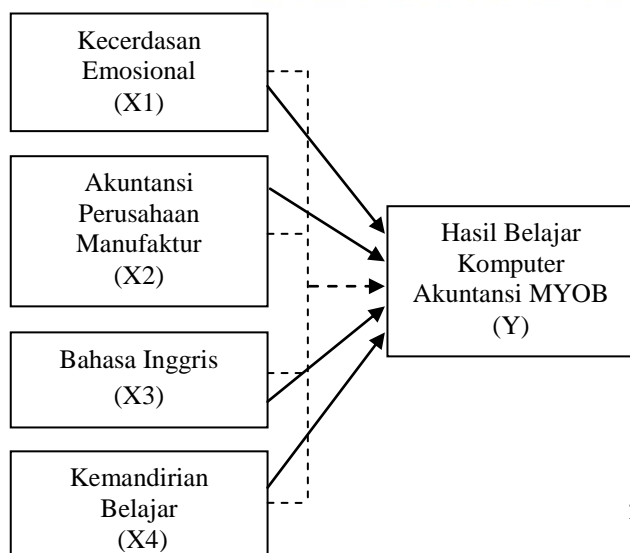 Kecerdasan
Emosional
(X1)
Akuntansi
Perusahaan
Manufaktur
(X2)
Bahasa Inggris
(X3)
Kemandirian
Belajar
(X4)
Hasil Belajar
Komputer
Akuntansi MYOB
(Y)